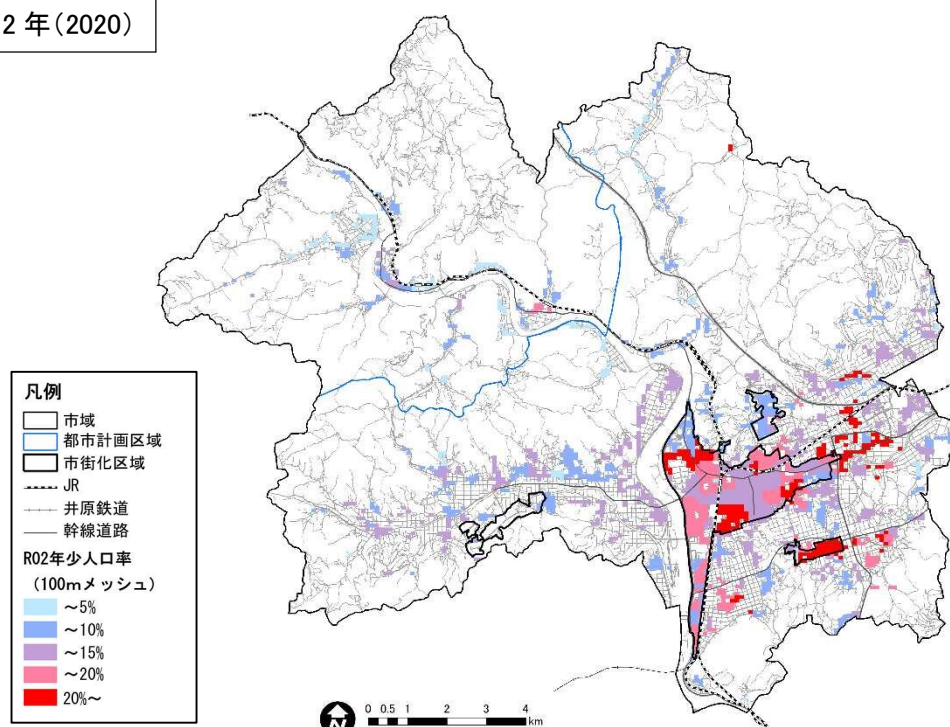 2年(2020)
凡例
市域
都市計画区域
市街化区域
JR
井原鉄道
幹線道路
R02年少人口率
(100mメッシュ)
～5%
～10%
～15%
～20%
20%～
N
0 0.5 1 2 3 4
km